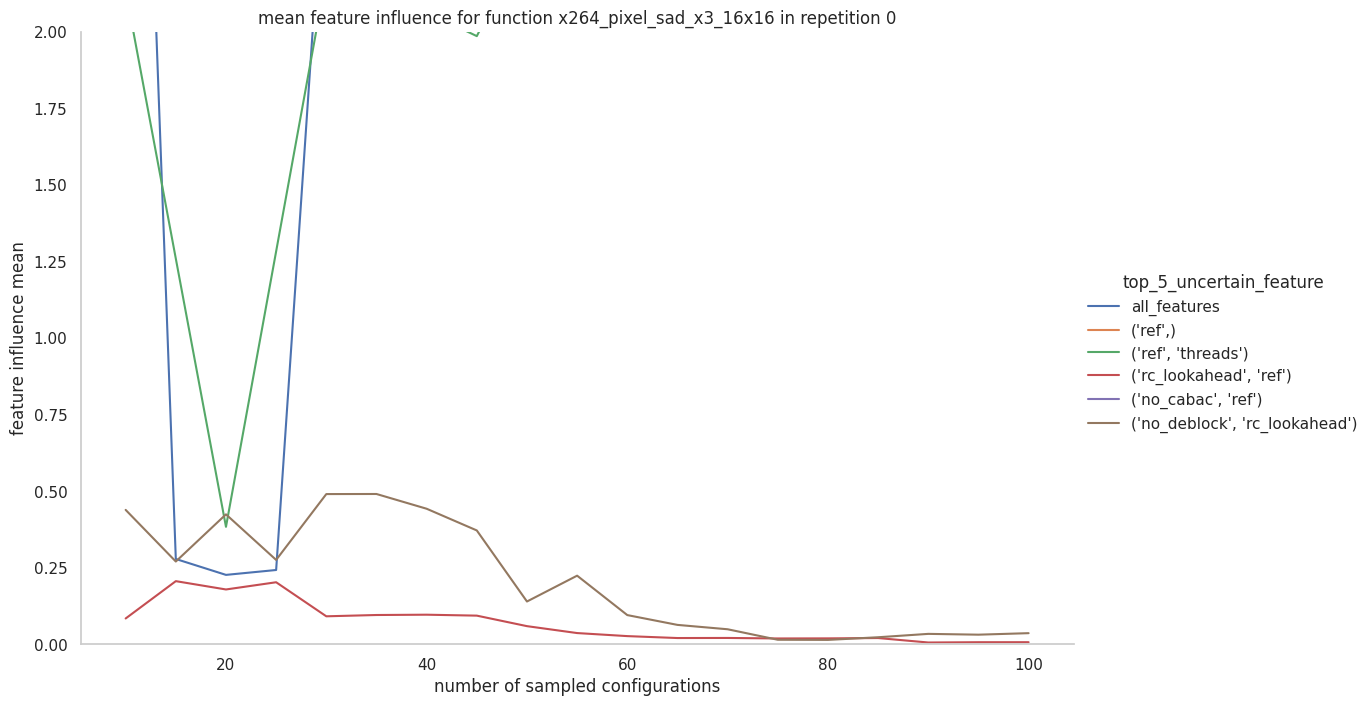 mean feature influence for function x264_pixel_sad_x3_16x16 in repetition 0
2.00
1.75
1.50
1.25
1.00
0.75
0.50
0.25
0.00
feature influence mean
20
40
60
80
100
number of sampled configurations
top_5_uncertain_feature
all_features
('ref',)
('ref', 'threads')
('rc_lookahead', 'ref')
('no_cabac', 'ref')
('no_deblock', 'rc_lookahead')